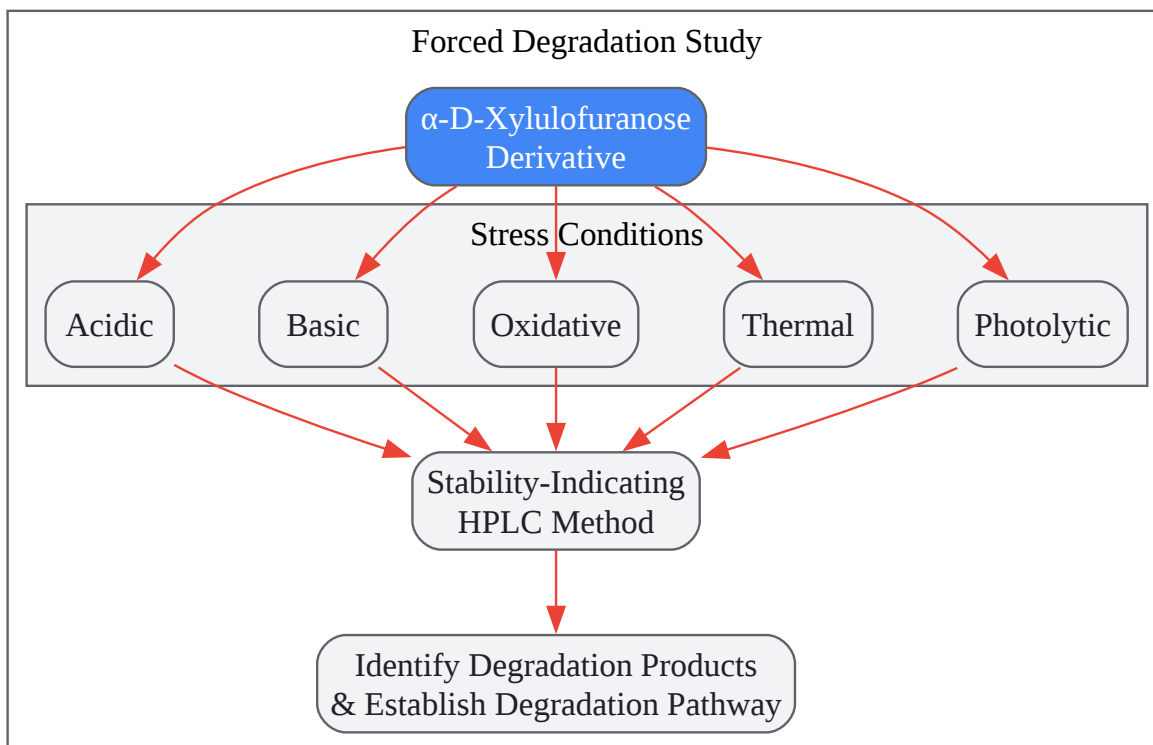 Forced Degradation Study
α-D-Xylulofuranose
Derivative
Stress Conditions
Acidic
Basic
Oxidative
Thermal
Photolytic
Stability-Indicating
HPLC Method
Identify Degradation Products
& Establish Degradation Pathway